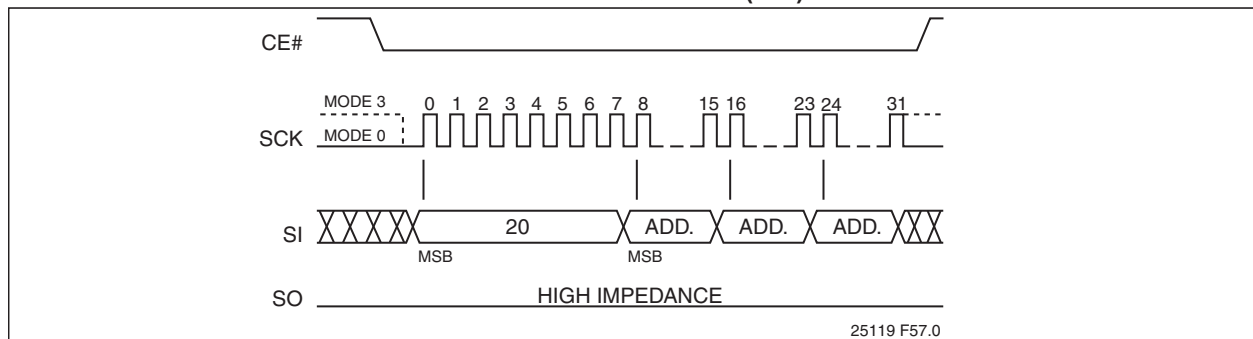 CE#
MODE 3
0 1 2 3 4 5 6 7 8 15 16 23 24 31
SCK
MODE 0
SI
20 ADD. ADD. ADD.
MSB MSB
SO
HIGH IMPEDANCE
25119 F57.0